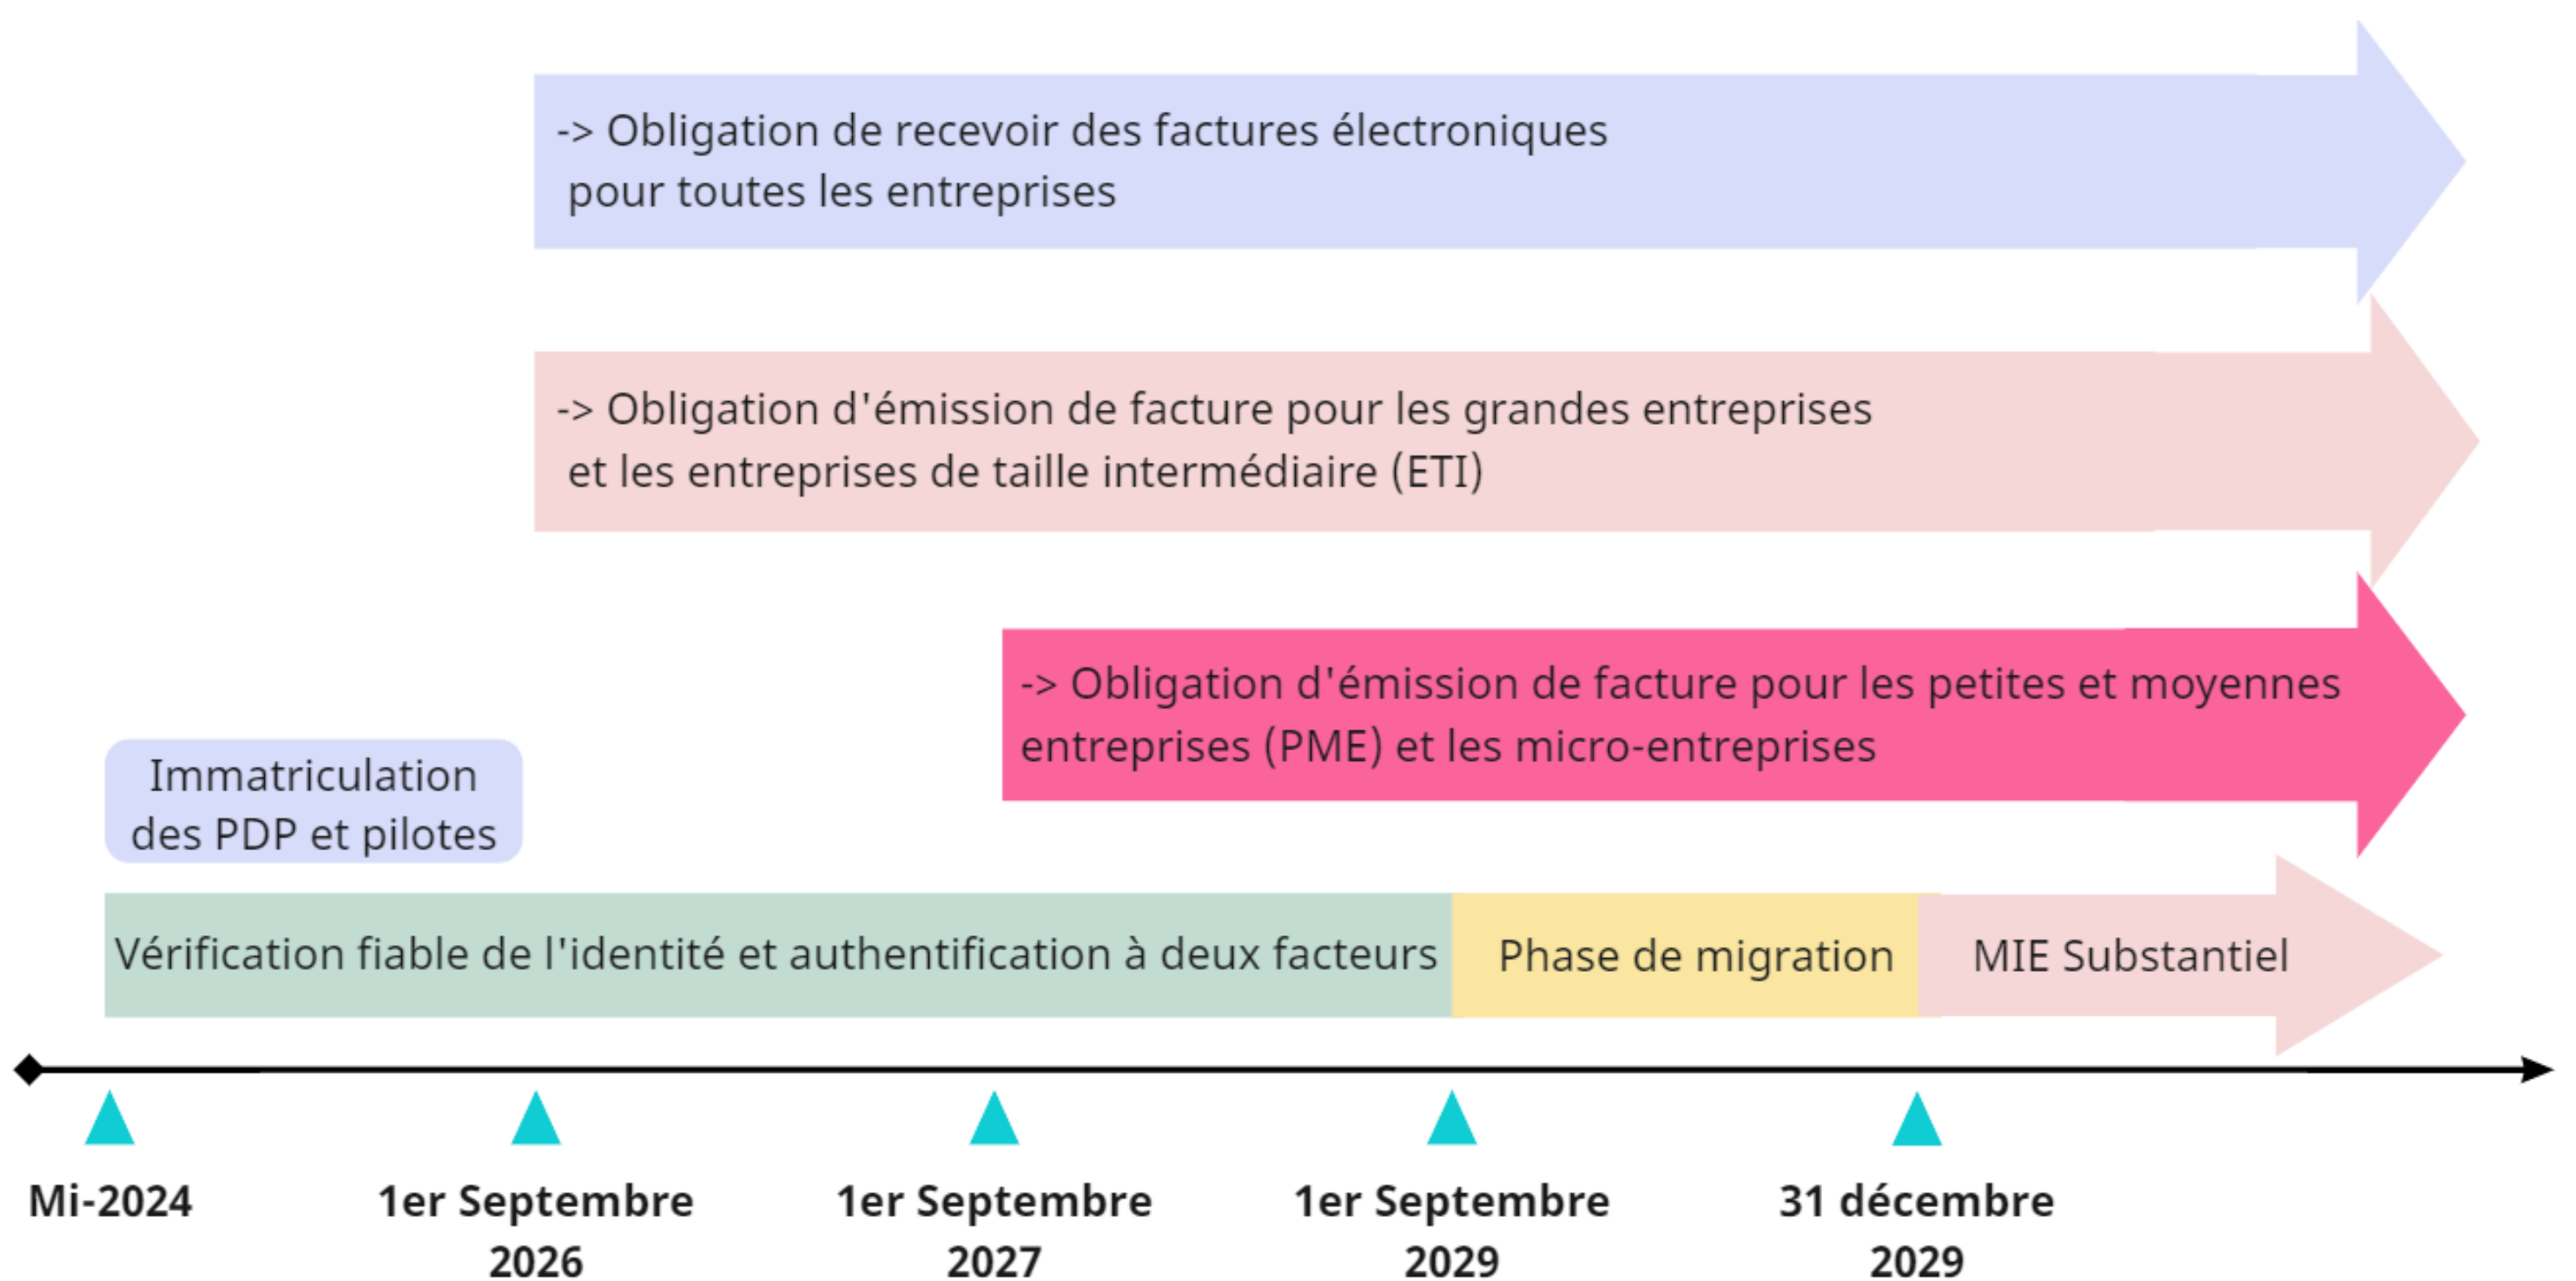 -> Obligation de recevoir des factures électroniques
pour toutes les entreprises
-> Obligation d'émission de facture pour les grandes entreprises
et les entreprises de taille intermédiaire (ETI)
-> Obligation d'émission de facture pour les petites et moyennes
entreprises (PME) et les micro-entreprises
Immatriculation
des PDP et pilotes
Vérification fiable de l'identité et authentification à deux facteurs
Phase de migration
MIE Substantiel
Mi-2024
1er Septembre
2026
1er Septembre
2027
1er Septembre
2029
31 décembre
2029